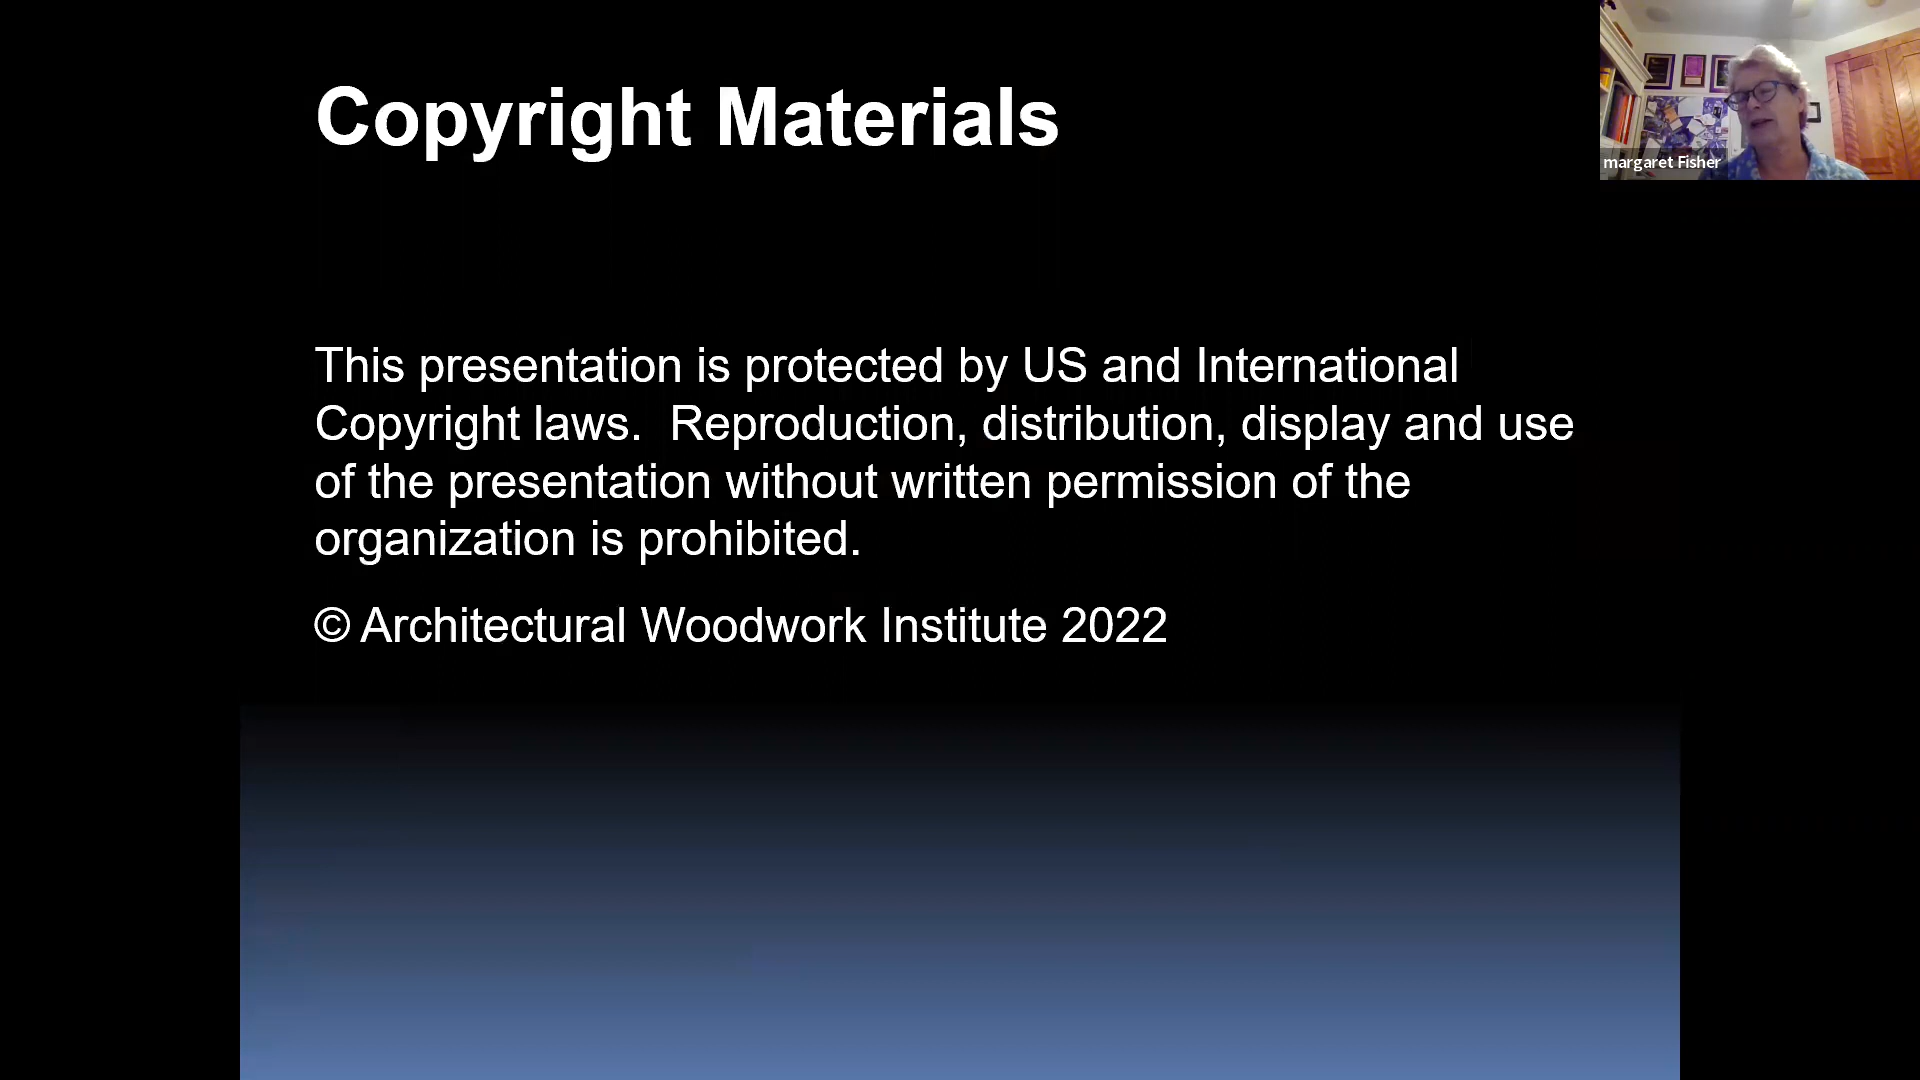 Copyright Materials
margaret Fisher
This presentation is protected by US and International
Copyright laws.  Reproduction, distribution, display and use
of the presentation without written permission of the
organization is prohibited.
© Architectural Woodwork Institute 2022